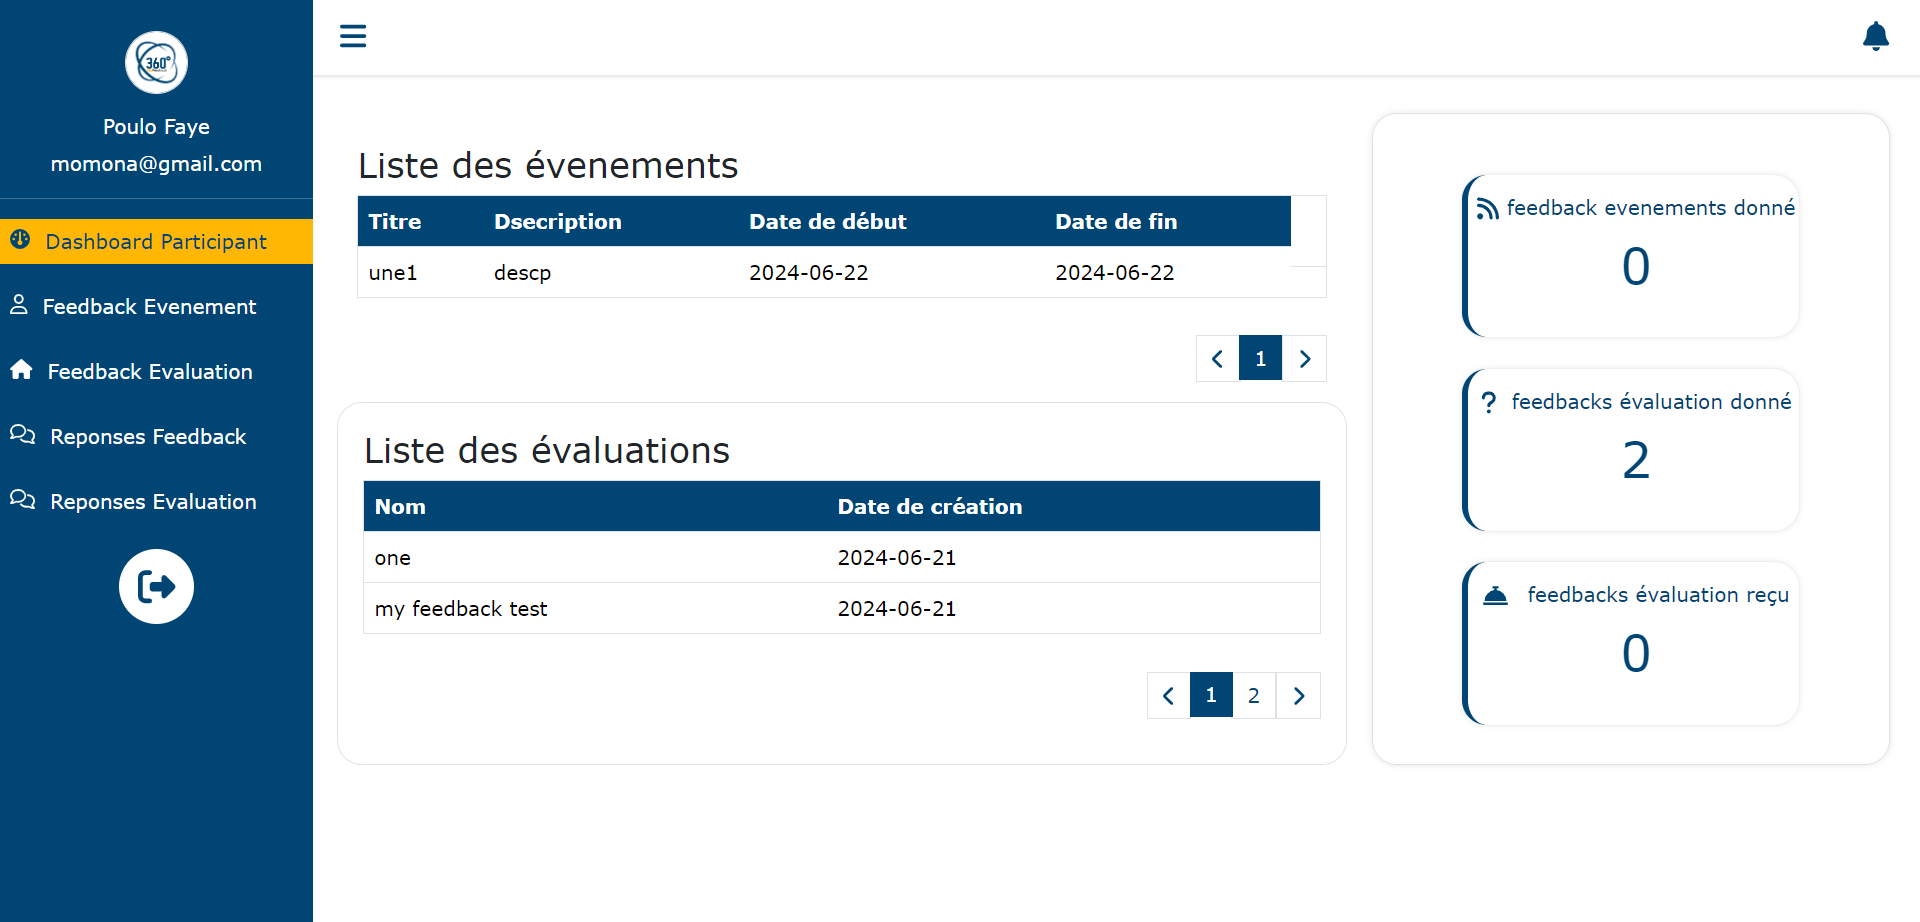 360°
Poulo Faye
momona@gmail.com
Dashboard Participant
Feedback Evenement
Feedback Evaluation
Reponses Feedback
Reponses Evaluation
Liste des évenements
Titre Dsecription Date de début Date de fin
une1 descp 2024-06-22 2024-06-22
1
Liste des évaluations
Nom Date de création
one 2024-06-21
my feedback test 2024-06-21
1 2
feedback evenements donné
0
feedbacks évaluation donné
2
feedbacks évaluation reçu
0